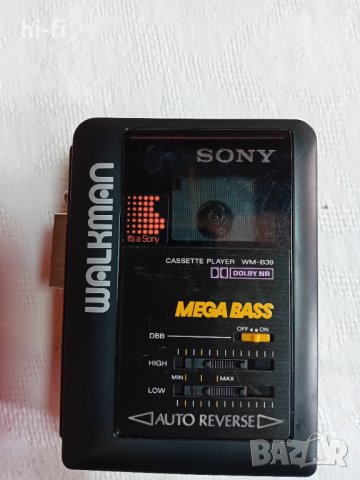 hi-fi
SONY
It's a Sony
WALKMAN
CASSETTE PLAYER WM-B39
DOLBY NR
MEGA BASS
DBB OFF ON
HIGH
MIN MAX
LOW
AUTO REVERSE
BAZAR